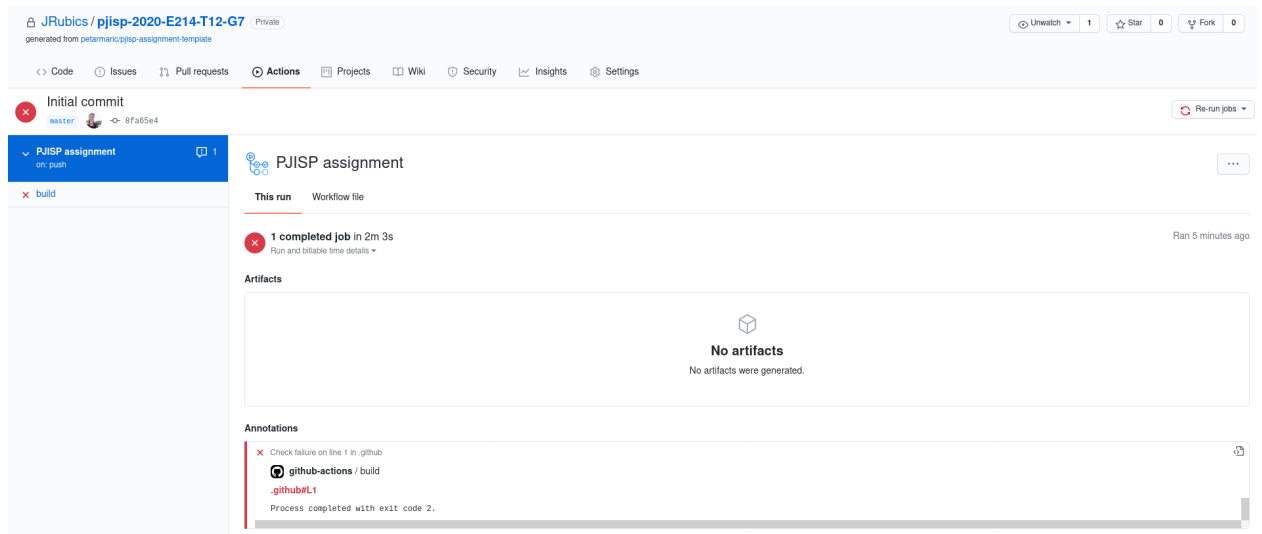 JRubics / pjisp-2020-E214-T12-G7 Private
Unwatch 1 Star 0 Fork 0
generated from petarmaric/pjisp-assignment-template
Code Issues Pull requests Actions Projects Wiki Security Insights Settings
Initial commit
master 8fa65e4
Re-run jobs
PJISP assignment 1
on: push
build
PJISP assignment
...
This run Workflow file
1 completed job in 2m 3s
Ran 5 minutes ago
Run and billable time details
Artifacts
No artifacts
No artifacts were generated.
Annotations
Check failure on line 1 in .github
github-actions / build
.github#L1
Process completed with exit code 2.